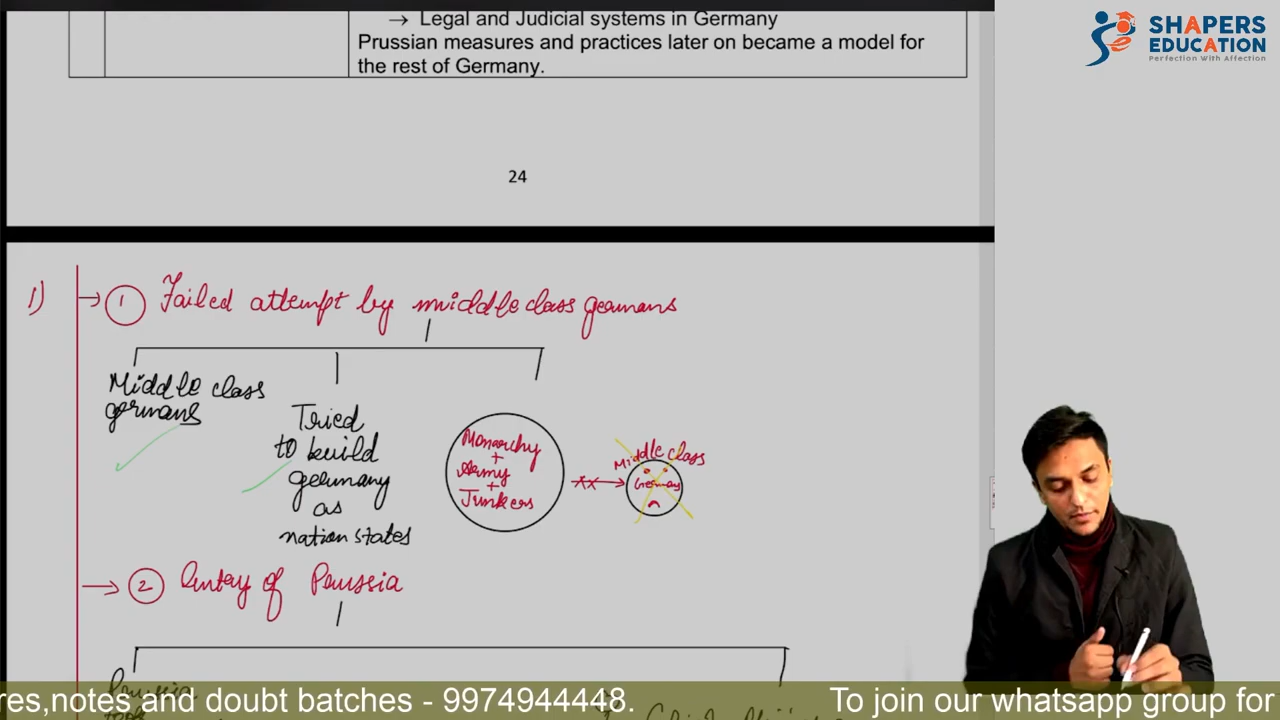 → Legal and Judicial systems in Germany
Prussian measures and practices later on became a model for
the rest of Germany.
SHAPERS
EDUCATION
Perfection With Affection
24
1) → 1 Failed attempt by middle class germans
Middle class
germans
Tried
to build
germany
as
nation states
Monarchy
+
Army
+
Junkers
Middle class
Germany
→ 2 Entry of Prussia
Prussia
res,notes and doubt batches - 9974944448.
To join our whatsapp group for